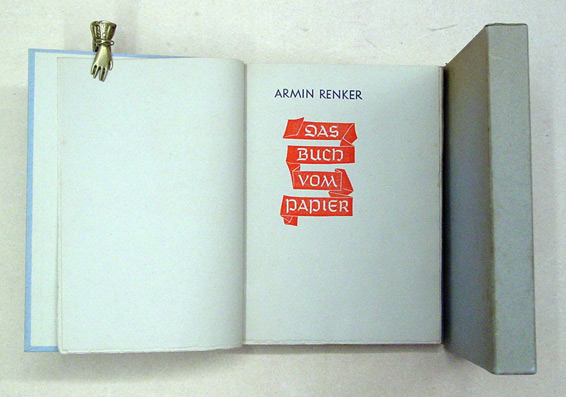 ARMIN RENKER
DAS
BUCH
VOM
PAPIER